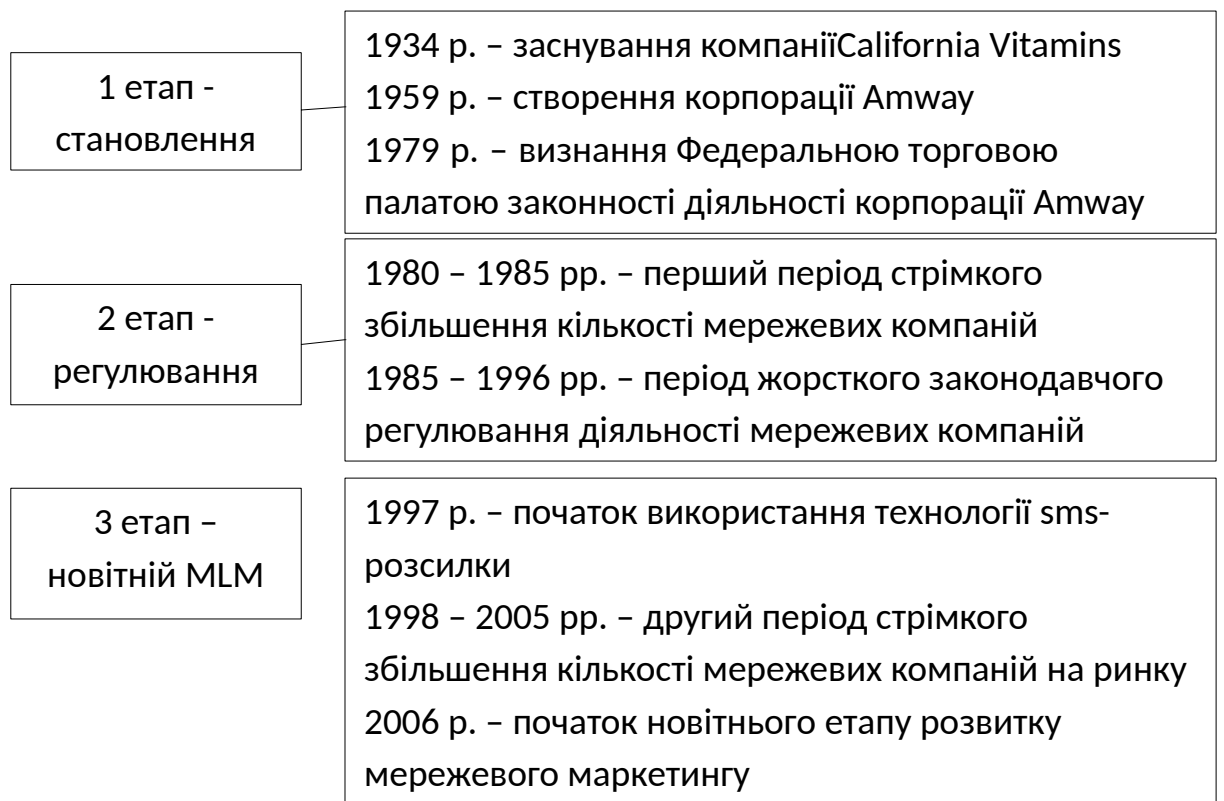 1 етап -
становлення
1934 р. – заснування компаніїCalifornia Vitamins
1959 р. – створення корпорації Amway
1979 р. – визнання Федеральною торговою
палатою законності діяльності корпорації Amway
2 етап -
регулювання
1980 – 1985 рр. – перший період стрімкого
збільшення кількості мережевих компаній
1985 – 1996 рр. – період жорсткого законодавчого
регулювання діяльності мережевих компаній
3 етап –
новітній MLM
1997 р. – початок використання технології sms-
розсилки
1998 – 2005 рр. – другий період стрімкого
збільшення кількості мережевих компаній на ринку
2006 р. – початок новітнього етапу розвитку
мережевого маркетингу